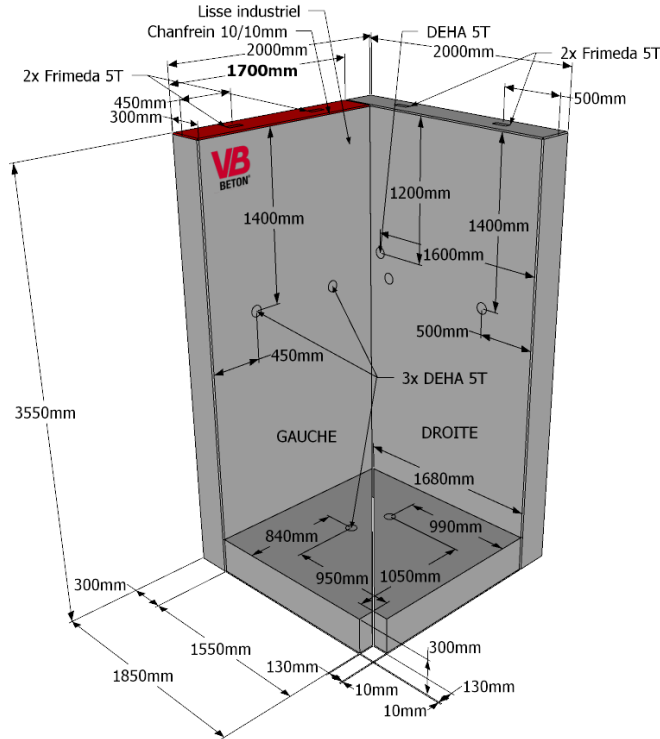 Lisse industriel
Chanfrein 10/10mm
DEHA 5T
2000mm
2000mm
2x Frimeda 5T
1700mm
2x Frimeda 5T
450mm
500mm
300mm
VB
BETON
1200mm
1400mm
1400mm
1600mm
500mm
450mm
3x DEHA 5T
3550mm
GAUCHE
DROITE
1680mm
840mm
990mm
950mm
1050mm
300mm
1550mm
300mm
1850mm
130mm
10mm
130mm
10mm